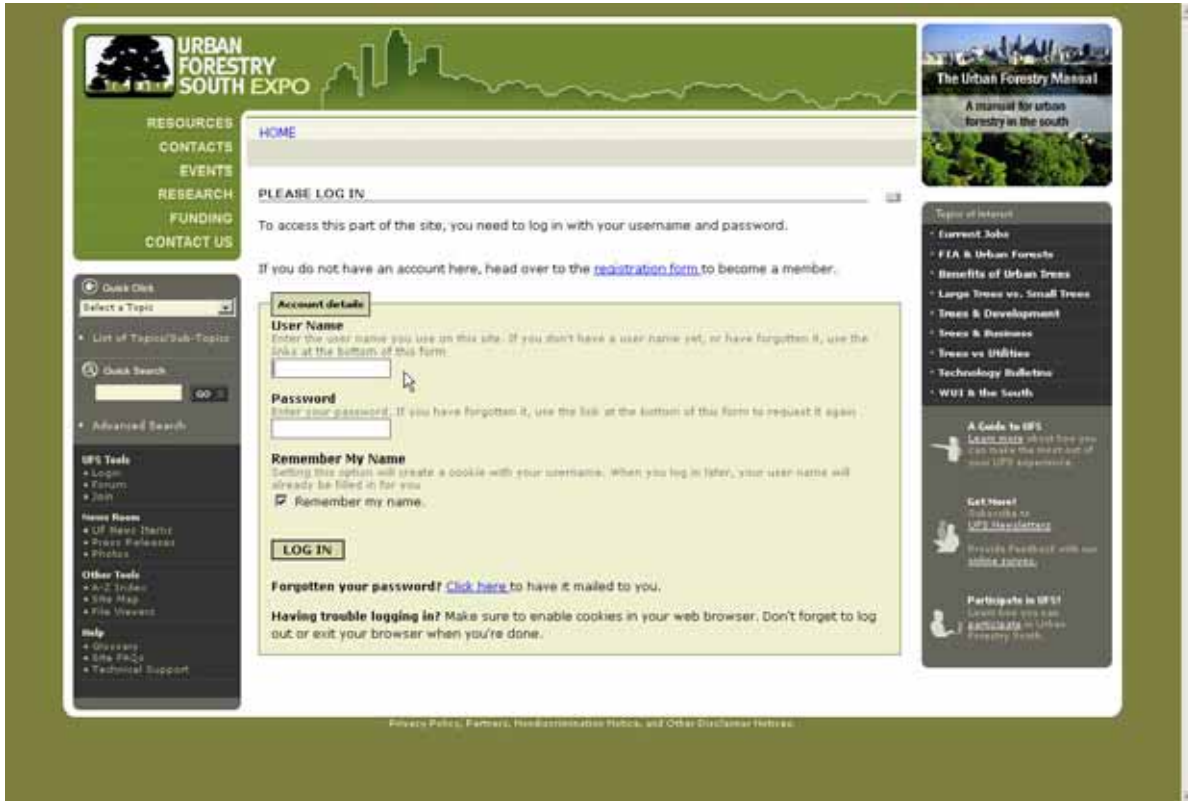 URBAN
FORESTRY
SOUTH EXPO
RESOURCES
CONTACTS
EVENTS
RESEARCH
FUNDING
CONTACT US
Quick Click
Select a Topic
List of Topics/Sub-Topics
Quick Search
GO
Advanced Search
UFS Tools
Login
Forum
Join
News Room
UF News Items
Press Releases
Photos
Other Tools
A-Z Index
Site Map
File Viewers
Help
Glossary
Site FAQs
Technical Support
HOME
PLEASE LOG IN
To access this part of the site, you need to log in with your username and password.
If you do not have an account here, head over to the registration form to become a member.
Account details
User Name
Enter the user name you use on this site. If you don't have a user name yet, or have forgotten it, use the
links at the bottom of this form
Password
Enter your password. If you have forgotten it, use the link at the bottom of this form to request it again
Remember My Name
Setting this option will create a cookie with your username. When you log in later, your user name will
already be filled in for you
Remember my name.
LOG IN
Forgotten your password? Click here to have it mailed to you.
Having trouble logging in? Make sure to enable cookies in your web browser. Don't forget to log
out or exit your browser when you're done.
The Urban Forestry Manual
A manual for urban
forestry in the south
Topics of Interest
Current Jobs
FIA & Urban Forests
Benefits of Urban Trees
Large Trees vs. Small Trees
Trees & Development
Trees & Business
Trees vs Utilities
Technology Bulletins
WUI & the South
A Guide to UFS
Learn more about how you
can make the most out of
your UFS experience.
Get More!
Subscribe to
UFS Newsletters
Provide Feedback with our
online survey.
Participate in UFS!
Learn how you can
participate in Urban
Forestry South.
Privacy Policy, Partners, Nondiscrimination Notice, and Other Disclaimer Notices.